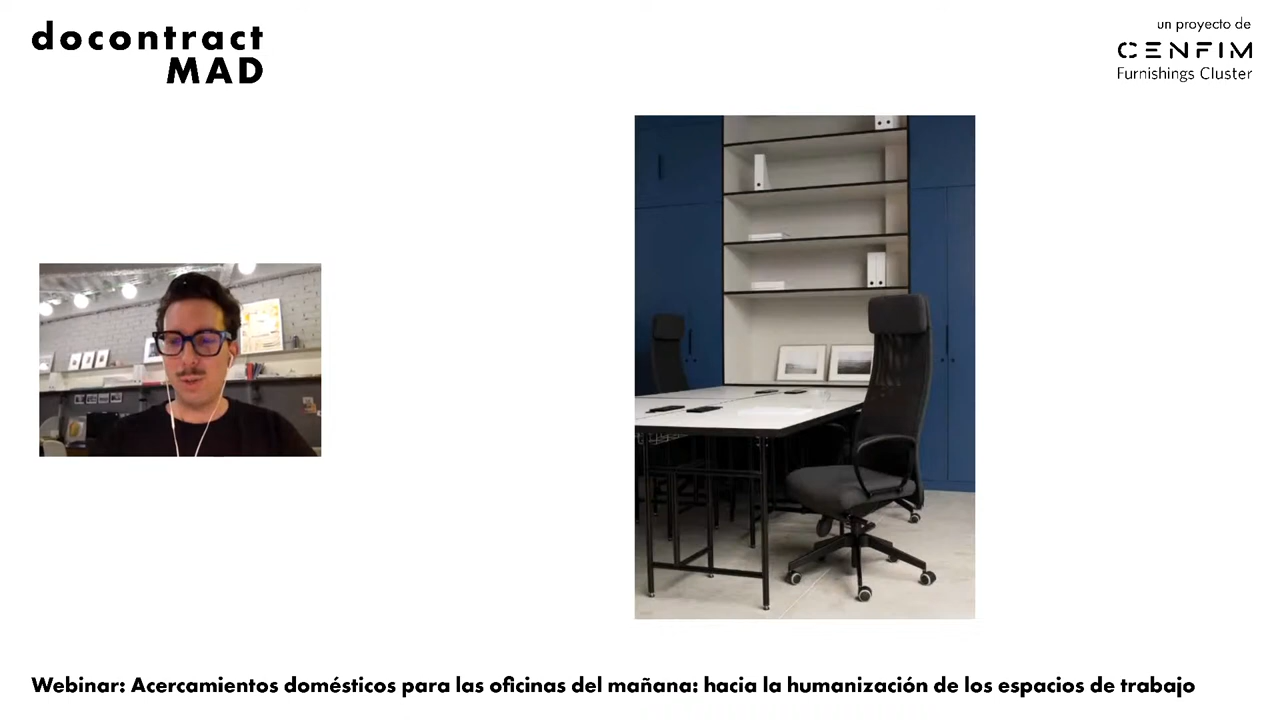 docontract
MAD
un proyecto de
CENFIM
Furnishings Cluster
Webinar: Acercamientos domésticos para las oficinas del mañana: hacia la humanización de los espacios de trabajo